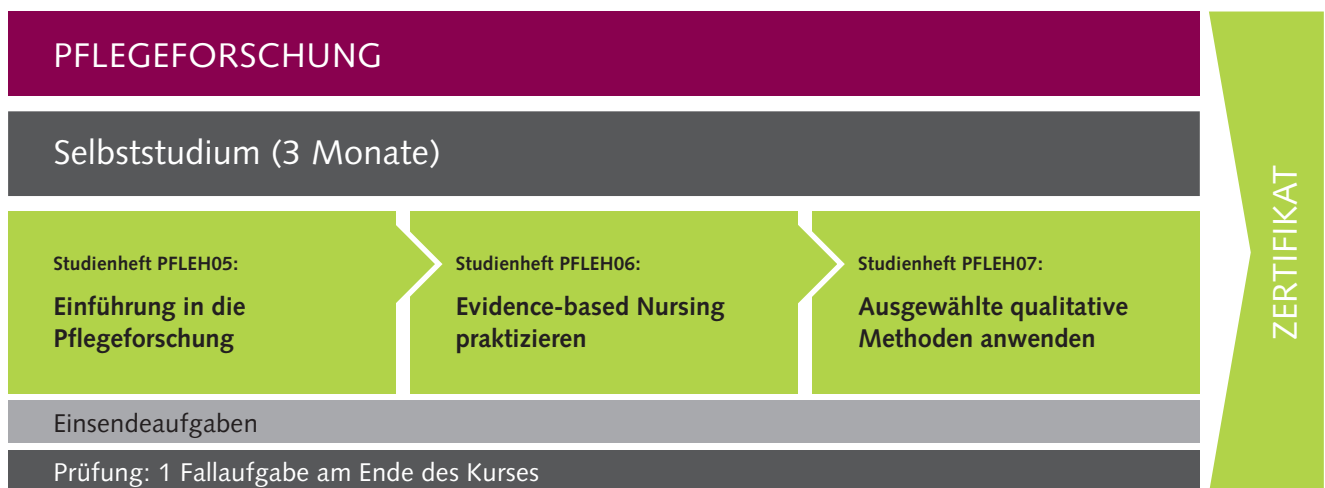 PFLEGEFORSCHUNG
Selbststudium (3 Monate)
Studienheft PFLEH05:
Einführung in die
Pflegeforschung
Studienheft PFLEH06:
Evidence-based Nursing
praktizieren
Studienheft PFLEH07:
Ausgewählte qualitative
Methoden anwenden
Einsendeaufgaben
Prüfung: 1 Fallaufgabe am Ende des Kurses
ZERTIFIKAT